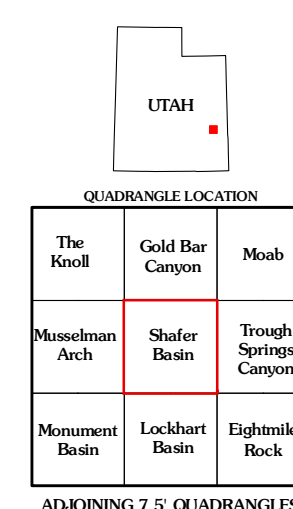 UTAH
QUADRANGLE LOCATION
The
Knoll
Gold Bar
Canyon
Moab
Musselman
Arch
Shafer
Basin
Trough
Springs
Canyon
Monument
Basin
Lockhart
Basin
Eightmile
Rock
ADJOINING 7.5' QUADRANGLES